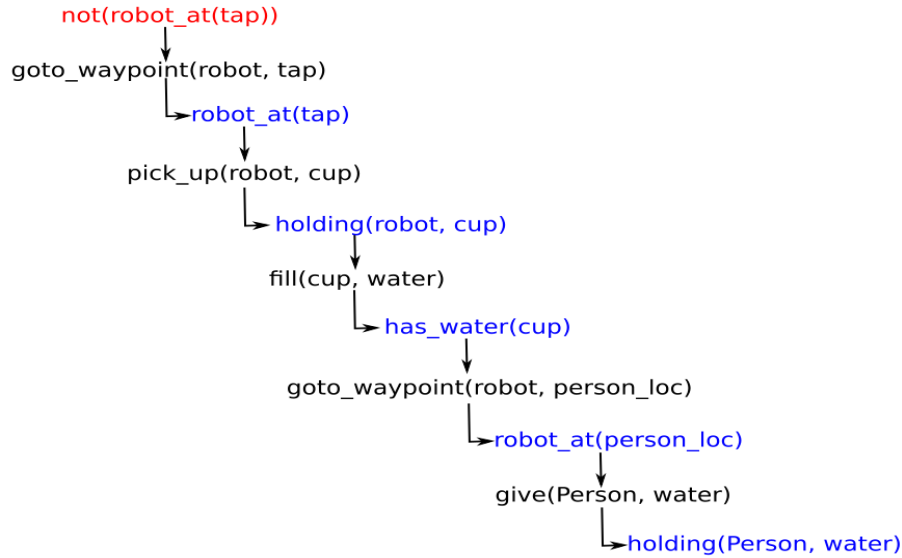 not(robot_at(tap))
goto_waypoint(robot, tap)
robot_at(tap)
pick_up(robot, cup)
holding(robot, cup)
fill(cup, water)
has_water(cup)
goto_waypoint(robot, person_loc)
robot_at(person_loc)
give(Person, water)
holding(Person, water)